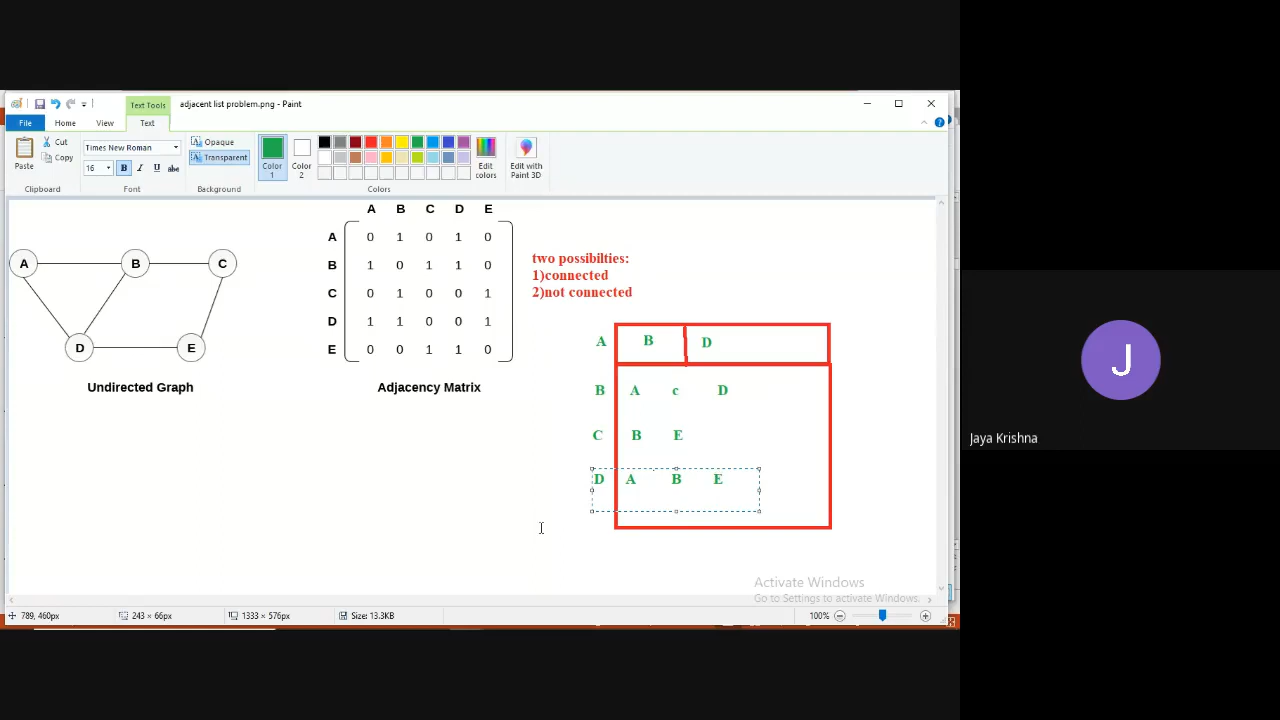 Text Tools
adjacent list problem.png - Paint
File Home View Text
Paste
Cut
Copy
Clipboard
Times New Roman
16 B I U abc
Font
Opaque
Transparent
Background
Color 1
Color 2
Edit colors
Colors
Edit with Paint 3D
A B C
D E
Undirected Graph
A B C D E
A 0 1 0 1 0
B 1 0 1 1 0
C 0 1 0 0 1
D 1 1 0 0 1
E 0 0 1 1 0
Adjacency Matrix
two possibilties:
1)connected
2)not connected
A B D
B A c D
C B E
D A B E
Activate Windows
Go to Settings to activate Windows.
789, 460px 243 × 66px 1333 × 576px Size: 13.3KB 100%
J
Jaya Krishna